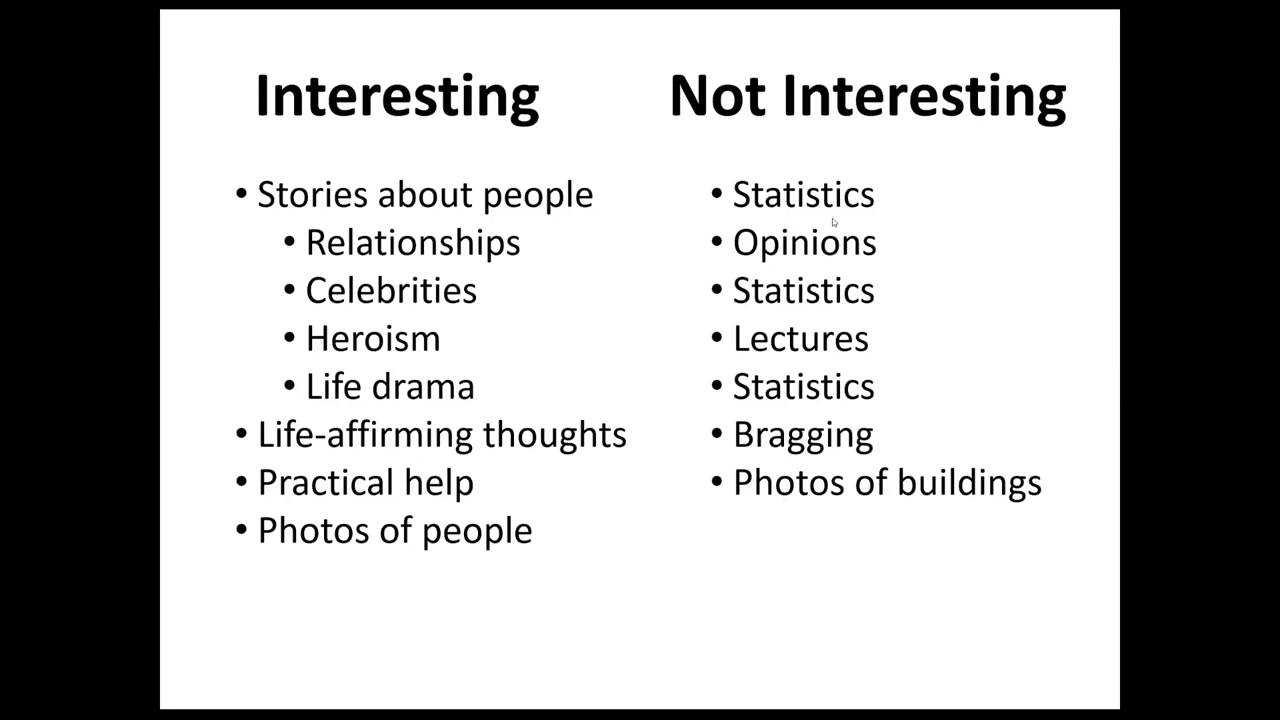 Interesting
• Stories about people
• Relationships
• Celebrities
• Heroism
• Life drama
• Life-affirming thoughts
• Practical help
• Photos of people
Not Interesting
• Statistics
• Opinions
• Statistics
• Lectures
• Statistics
• Bragging
• Photos of buildings